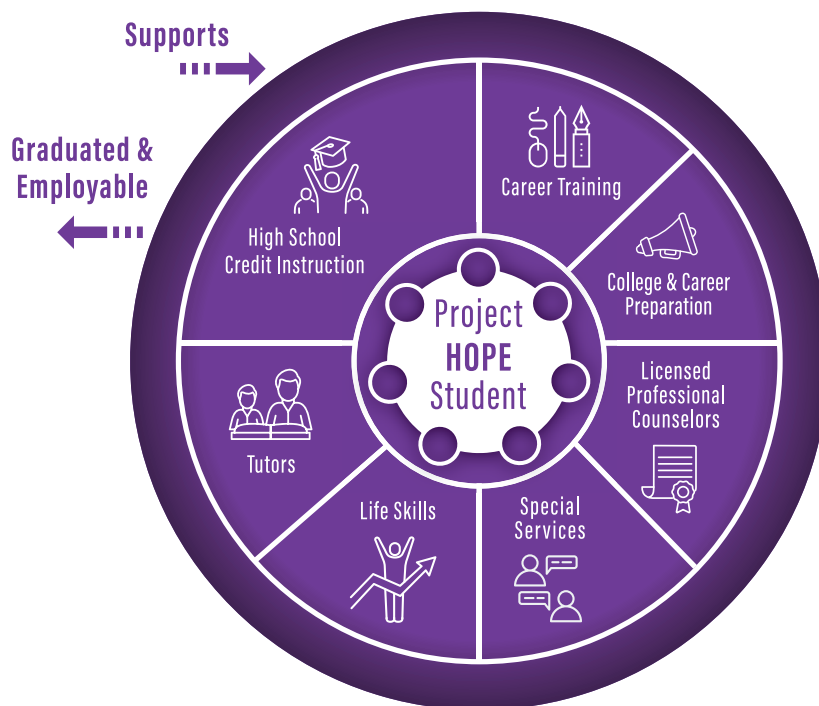 Supports
Graduated &
Employable
High School
Credit Instruction
Career Training
College & Career
Preparation
Licensed
Professional
Counselors
Special
Services
Life Skills
Tutors
Project
HOPE
Student